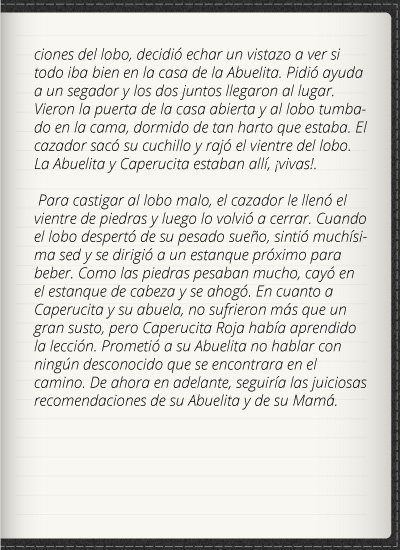 ciones del lobo, decidió echar un vistazo a ver si
todo iba bien en la casa de la Abuelita. Pidió ayuda
a un segador y los dos juntos llegaron al lugar.
Vieron la puerta de la casa abierta y al lobo tumba-
do en la cama, dormido de tan harto que estaba. El
cazador sacó su cuchillo y rajó el vientre del lobo.
La Abuelita y Caperucita estaban allí, ¡vivas!.
Para castigar al lobo malo, el cazador le llenó el
vientre de piedras y luego lo volvió a cerrar. Cuando
el lobo despertó de su pesado sueño, sintió muchísi-
ma sed y se dirigió a un estanque próximo para
beber. Como las piedras pesaban mucho, cayó en
el estanque de cabeza y se ahogó. En cuanto a
Caperucita y su abuela, no sufrieron más que un
gran susto, pero Caperucita Roja había aprendido
la lección. Prometió a su Abuelita no hablar con
ningún desconocido que se encontrara en el
camino. De ahora en adelante, seguiría las juiciosas
recomendaciones de su Abuelita y de su Mamá.